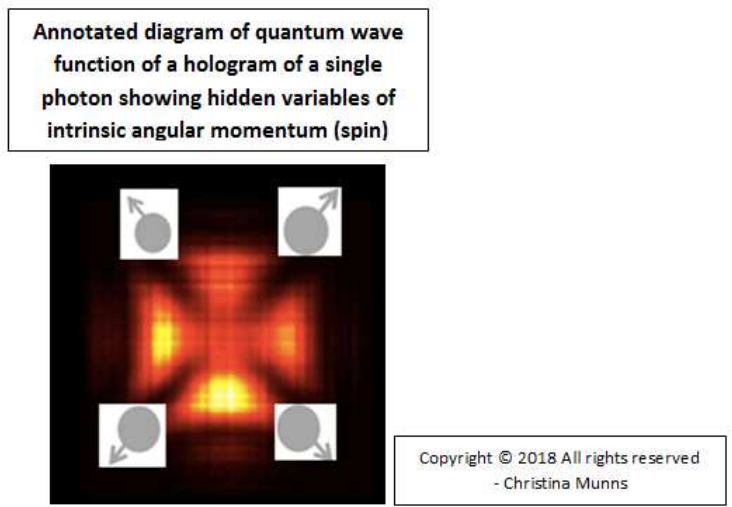 Annotated diagram of quantum wave
function of a hologram of a single
photon showing hidden variables of
intrinsic angular momentum (spin)
Copyright © 2018 All rights reserved
- Christina Munns